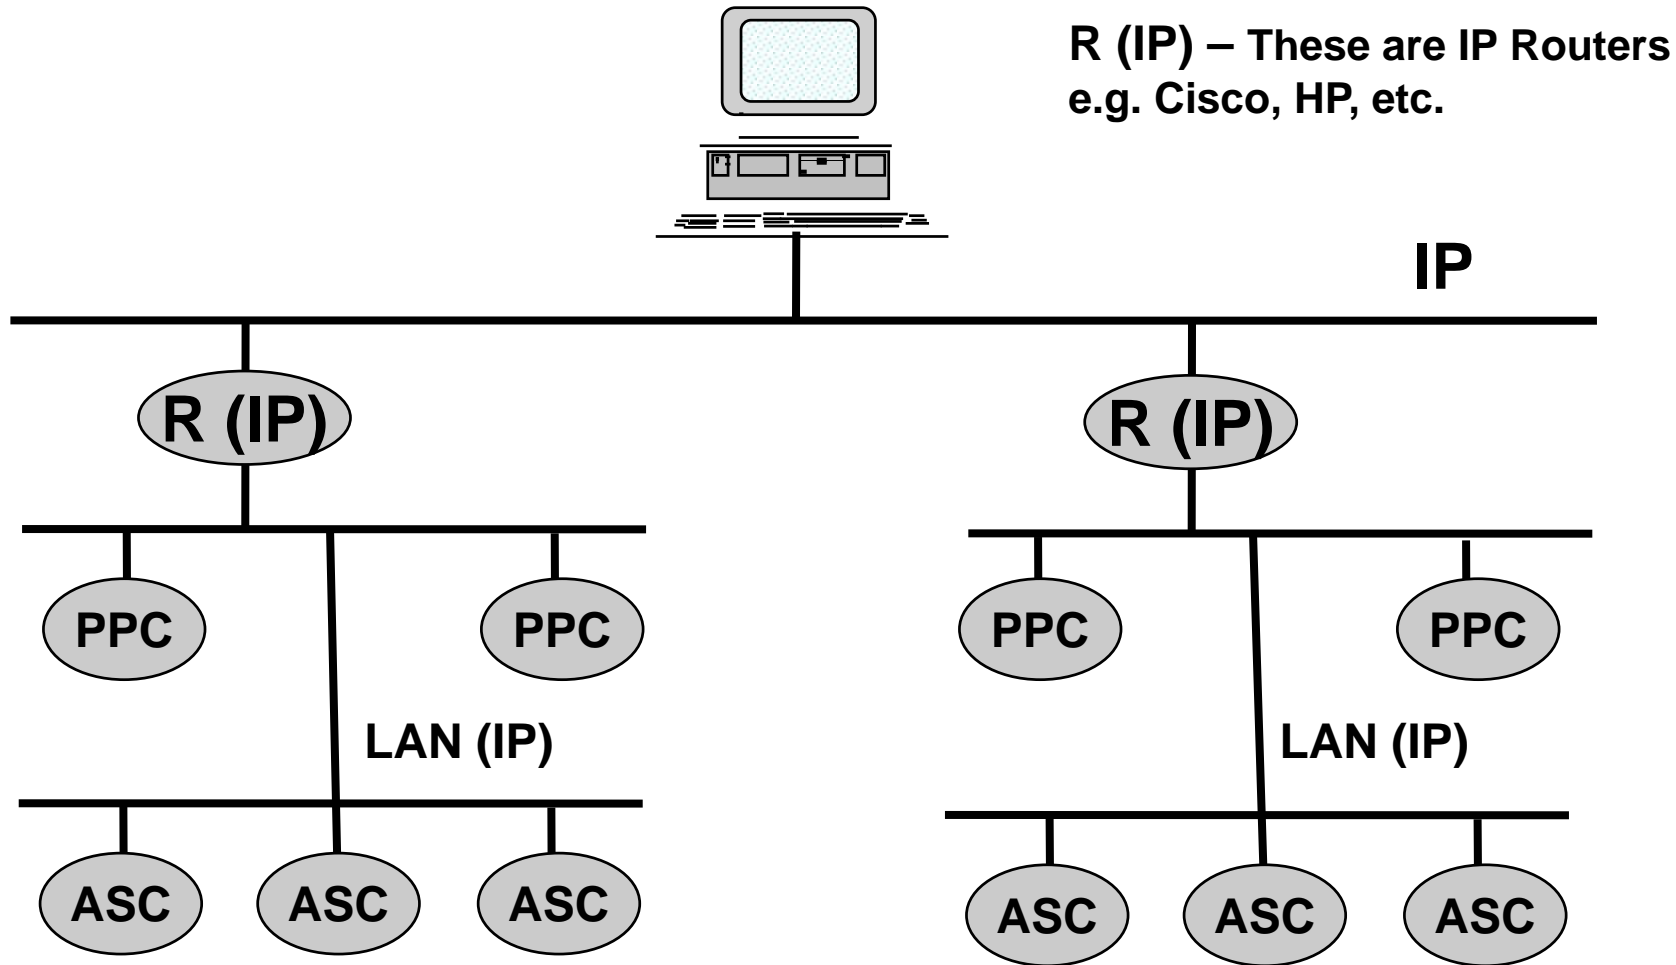 R (IP) – These are IP Routers
e.g. Cisco, HP, etc.
IP
R (IP)
R (IP)
PPC
PPC
PPC
PPC
LAN (IP)
LAN (IP)
ASC
ASC
ASC
ASC
ASC
ASC